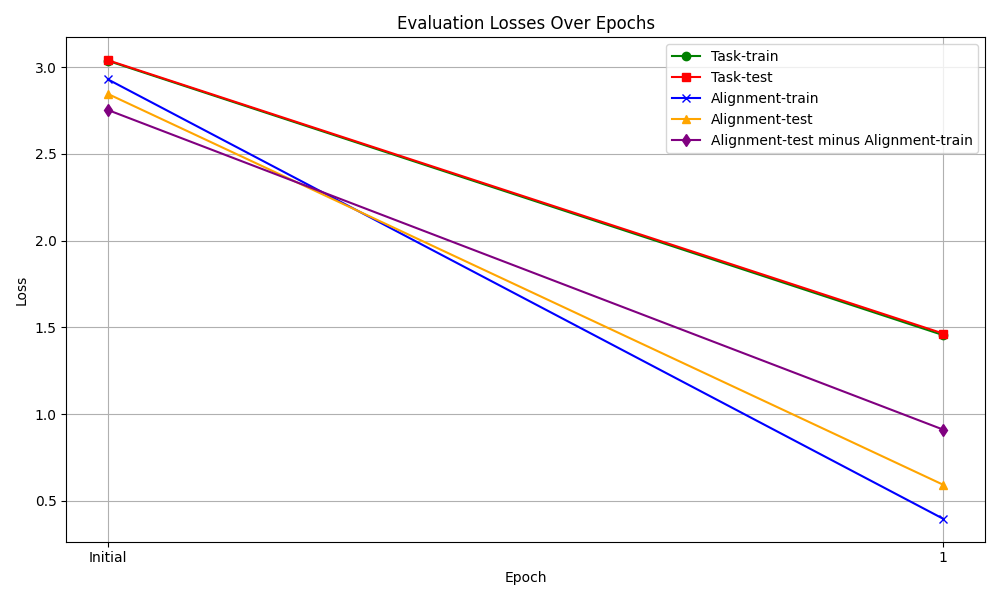 Evaluation Losses Over Epochs
Task-train
Task-test
Alignment-train
Alignment-test
Alignment-test minus Alignment-train
3.0
2.5
2.0
1.5
1.0
0.5
Loss
Initial
1
Epoch